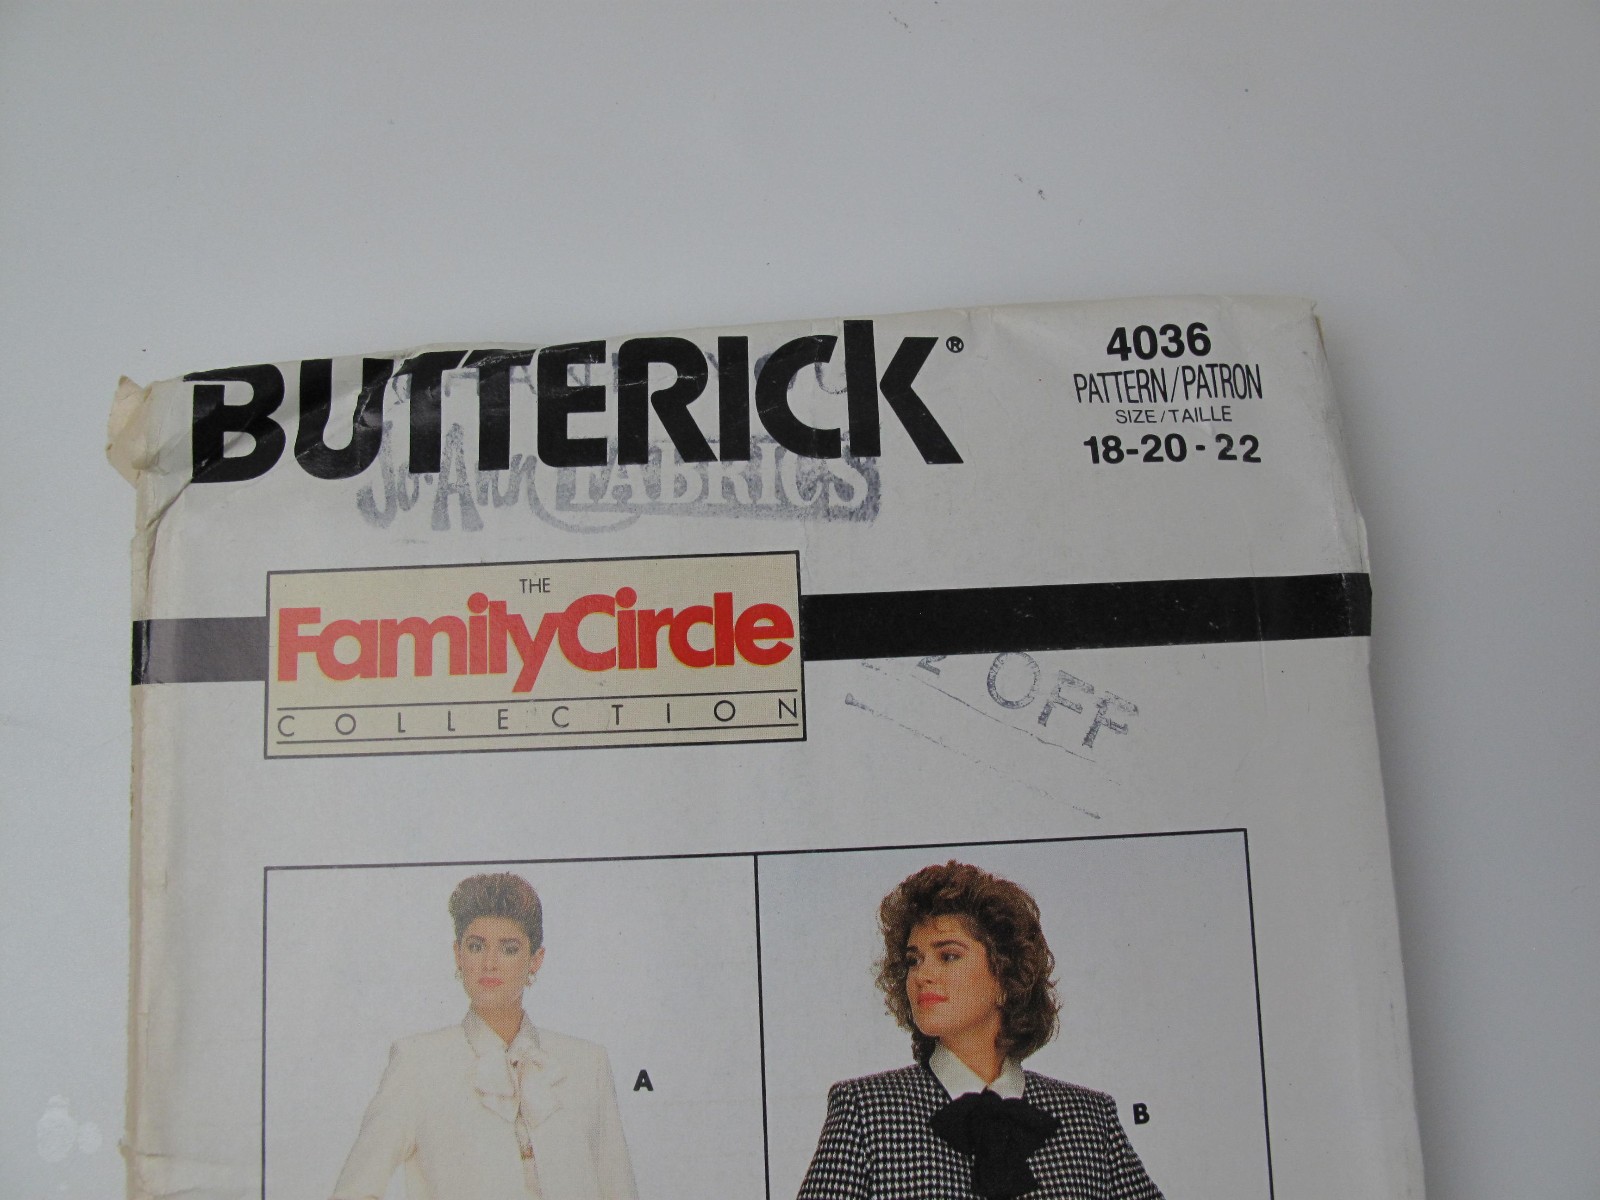 BUTTERICK®
4036
PATTERN/PATRON
SIZE/TAILLE
18-20-22
Jo-Ann FABRICS
THE
FamilyCircle
COLLECTION
OFF
A
B